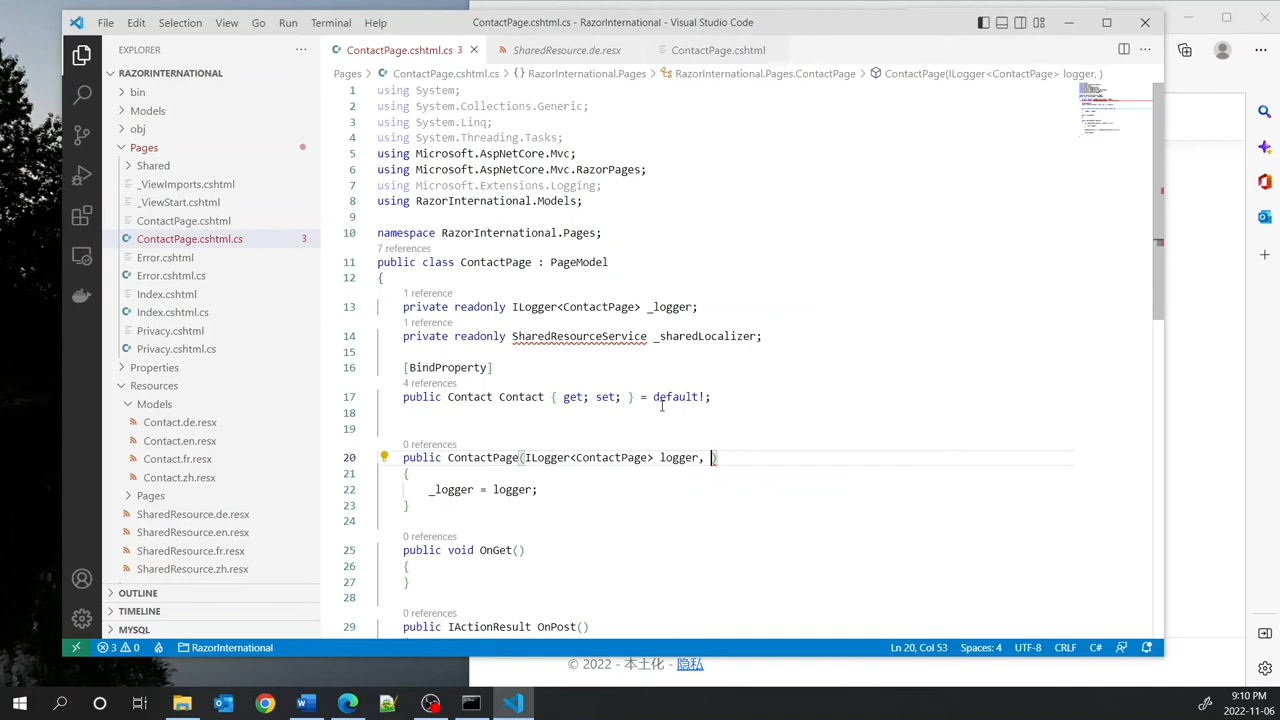 File Edit Selection View Go Run Terminal Help
ContactPage.cshtml.cs - RazorInternational - Visual Studio Code
EXPLORER
RAZORINTERNATIONAL
bin
Models
obj
Pages
Shared
_ViewImports.cshtml
_ViewStart.cshtml
ContactPage.cshtml
ContactPage.cshtml.cs 3
Error.cshtml
Error.cshtml.cs
Index.cshtml
Index.cshtml.cs
Privacy.cshtml
Privacy.cshtml.cs
Properties
Resources
Models
Contact.de.resx
Contact.en.resx
Contact.fr.resx
Contact.zh.resx
Pages
SharedResource.de.resx
SharedResource.en.resx
SharedResource.fr.resx
SharedResource.zh.resx
OUTLINE
TIMELINE
MYSQL
ContactPage.cshtml.cs 3 SharedResource.de.resx ContactPage.cshtml
Pages > ContactPage.cshtml.cs > {} RazorInternational.Pages > RazorInternational.Pages.ContactPage > ContactPage(ILogger<ContactPage> logger, )
1 using System;
2 using System.Collections.Generic;
3 using System.Linq;
4 using System.Threading.Tasks;
5 using Microsoft.AspNetCore.Mvc;
6 using Microsoft.AspNetCore.Mvc.RazorPages;
7 using Microsoft.Extensions.Logging;
8 using RazorInternational.Models;
9
10 namespace RazorInternational.Pages;
7 references
11 public class ContactPage : PageModel
12 {
1 reference
13 private readonly ILogger<ContactPage> _logger;
1 reference
14 private readonly SharedResourceService _sharedLocalizer;
15
16 [BindProperty]
4 references
17 public Contact Contact { get; set; } = default!;
18
19
0 references
20 public ContactPage(ILogger<ContactPage> logger, )
21 {
22 _logger = logger;
23 }
24
0 references
25 public void OnGet()
26 {
27 }
28
0 references
29 public IActionResult OnPost()
3 0 RazorInternational Ln 20, Col 53 Spaces: 4 UTF-8 CRLF C#
© 2022 - 本土化 - 隐私
9:10 PM
2022-11-06